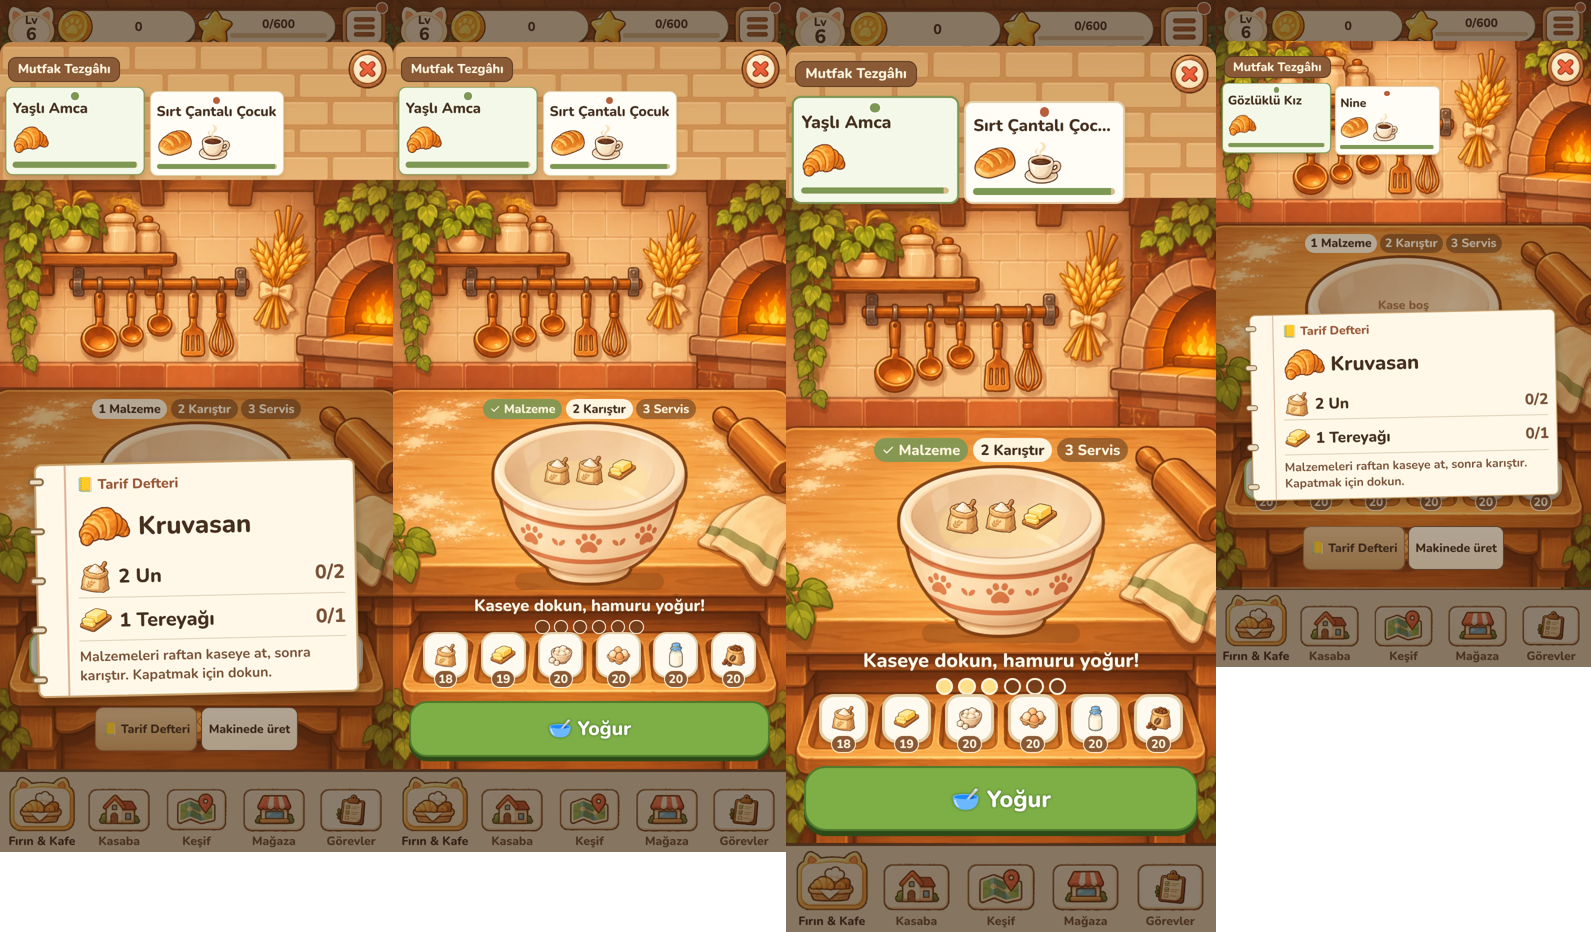 Lv
6
0
0/600
Mutfak Tezgâhı
Yaşlı Amca
Sırt Çantalı Çocuk
1 Malzeme
2 Karıştır
3 Servis
Tarif Defteri
Kruvasan
2 Un 0/2
1 Tereyağı 0/1
Malzemeleri raftan kaseye at, sonra
karıştır. Kapatmak için dokun.
Tarif Defteri
Makinede üret
Fırın & Kafe
Kasaba
Keşif
Mağaza
Görevler
Lv
6
0
0/600
Mutfak Tezgâhı
Yaşlı Amca
Sırt Çantalı Çocuk
✓ Malzeme
2 Karıştır
3 Servis
Kaseye dokun, hamuru yoğur!
18
19
20
20
20
20
Yoğur
Fırın & Kafe
Kasaba
Keşif
Mağaza
Görevler
Lv
6
0
0/600
Mutfak Tezgâhı
Yaşlı Amca
Sırt Çantalı Çoc...
✓ Malzeme
2 Karıştır
3 Servis
Kaseye dokun, hamuru yoğur!
18
19
20
20
20
20
Yoğur
Fırın & Kafe
Kasaba
Keşif
Mağaza
Görevler
Lv
6
0
0/600
Mutfak Tezgâhı
Gözlüklü Kız
Nine
1 Malzeme
2 Karıştır
3 Servis
Kase boş
Tarif Defteri
Kruvasan
2 Un 0/2
1 Tereyağı 0/1
Malzemeleri raftan kaseye at, sonra karıştır.
Kapatmak için dokun.
20
20
20
20
20
20
Tarif Defteri
Makinede üret
Fırın & Kafe
Kasaba
Keşif
Mağaza
Görevler